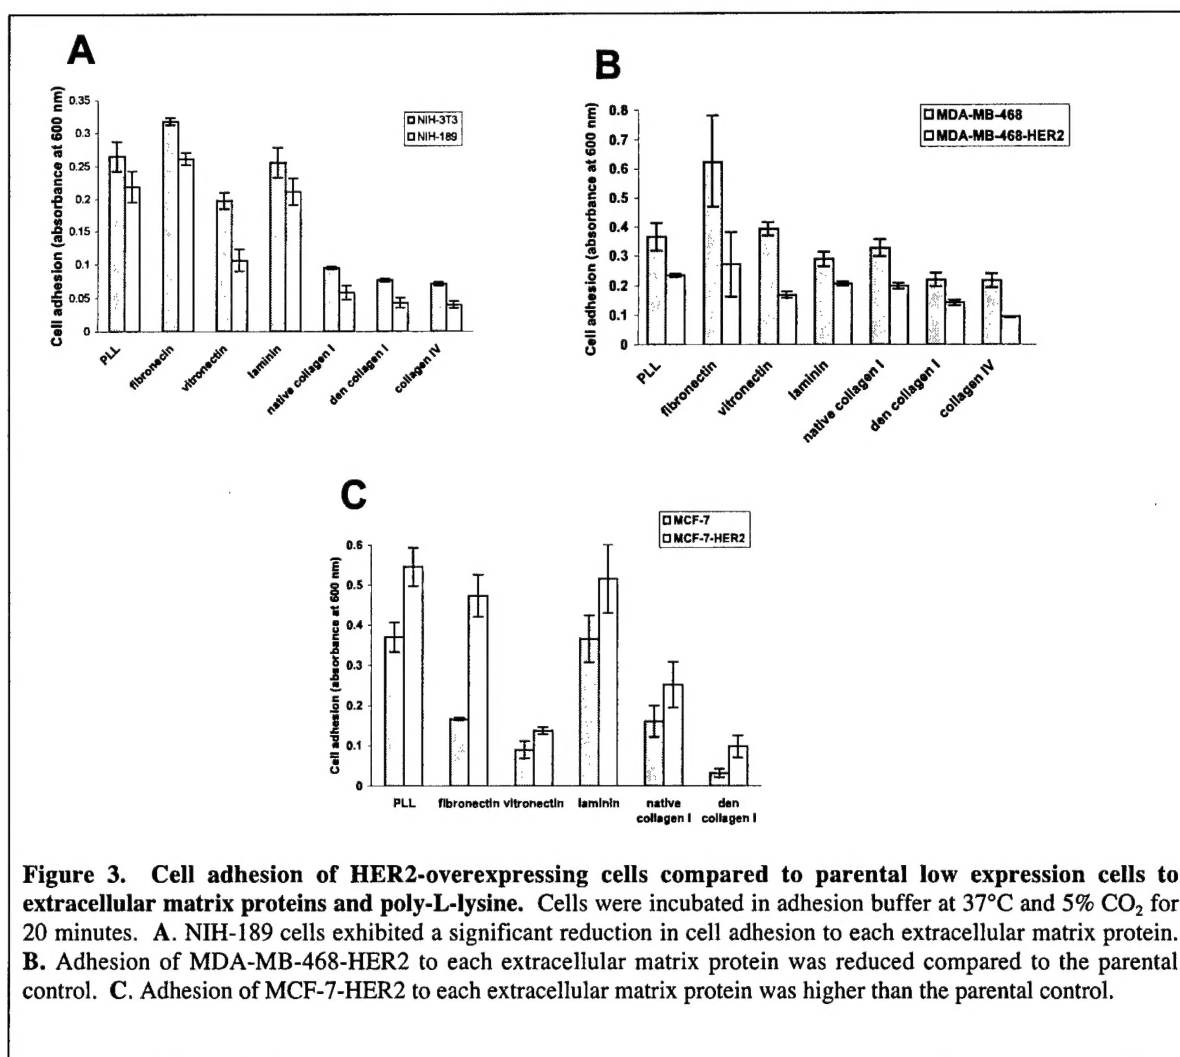 A
Cell adhesion (absorbance at 600 nm)
0.35
0.3
0.25
0.2
0.15
0.1
0.05
0
NIH-3T3
NIH-189
PLL
fibronecin
vitronectin
laminin
native collagen I
den collagen I
collagen IV
B
Cell adhesion (absorbance at 600 nm)
0.8
0.7
0.6
0.5
0.4
0.3
0.2
0.1
0
MDA-MB-468
MDA-MB-468-HER2
PLL
fibronectin
vitronectin
laminin
native collagen I
den collagen I
collagen IV
C
Cell adhesion (absorbance at 600 nm)
0.6
0.5
0.4
0.3
0.2
0.1
0
MCF-7
MCF-7-HER2
PLL
fibronectin
vitronectin
laminin
native
collagen I
den
collagen I
Figure 3. Cell adhesion of HER2-overexpressing cells compared to parental low expression cells to
extracellular matrix proteins and poly-L-lysine. Cells were incubated in adhesion buffer at 37°C and 5% CO₂ for
20 minutes. A. NIH-189 cells exhibited a significant reduction in cell adhesion to each extracellular matrix protein.
B. Adhesion of MDA-MB-468-HER2 to each extracellular matrix protein was reduced compared to the parental
control. C. Adhesion of MCF-7-HER2 to each extracellular matrix protein was higher than the parental control.